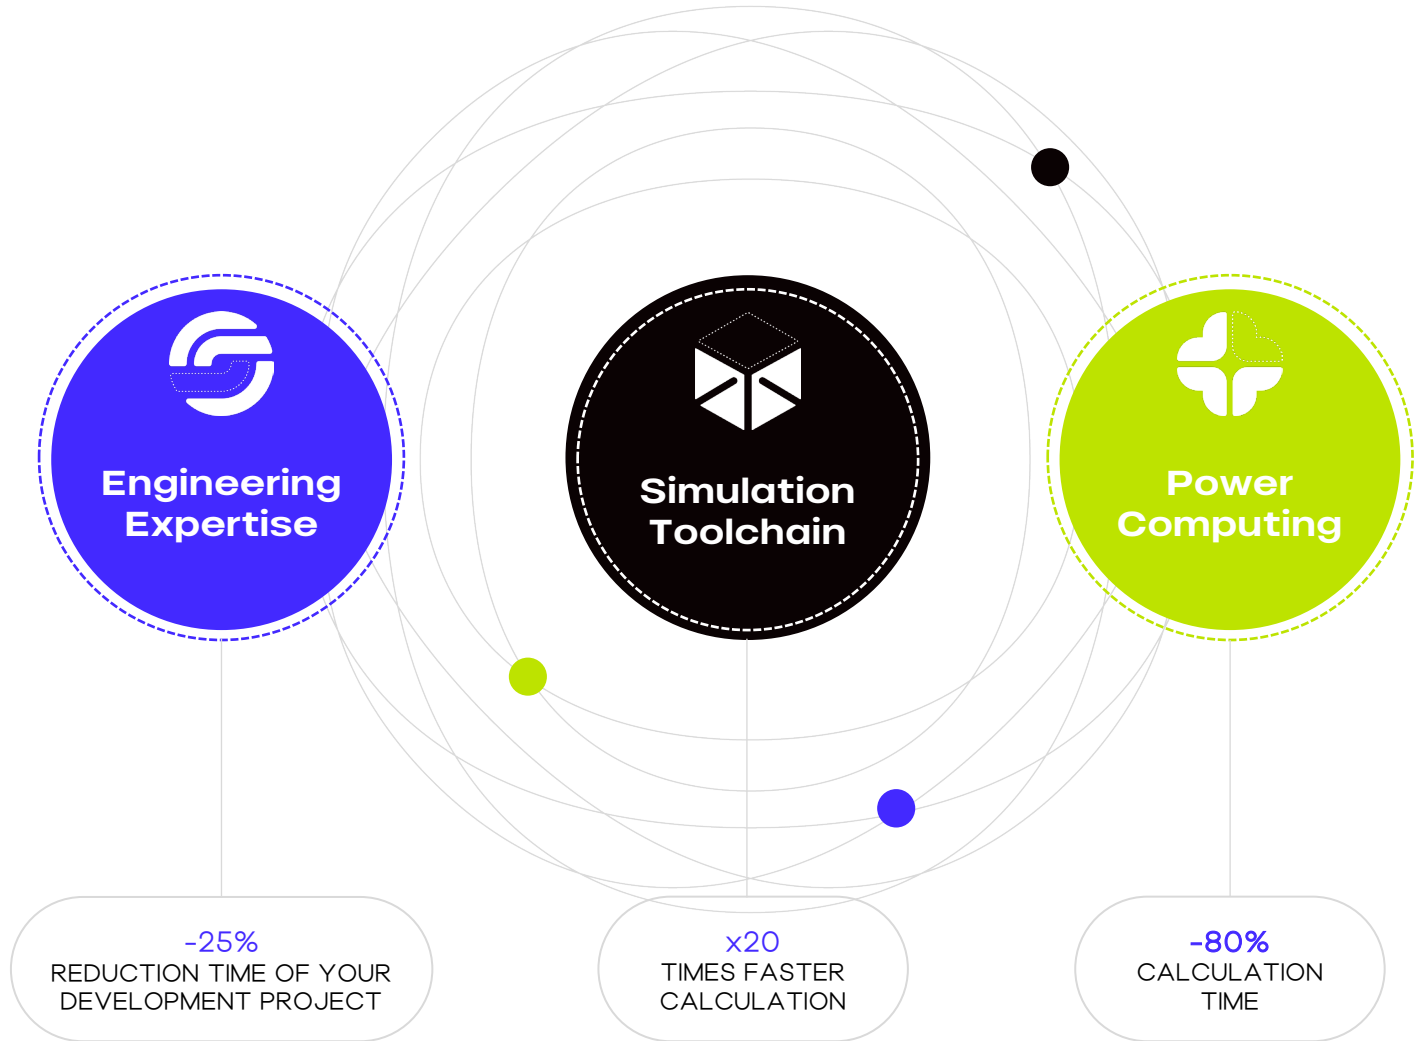 Engineering
Expertise
Simulation
Toolchain
Power
Computing
-25%
REDUCTION TIME OF YOUR
DEVELOPMENT PROJECT
x20
TIMES FASTER
CALCULATION
-80%
CALCULATION
TIME